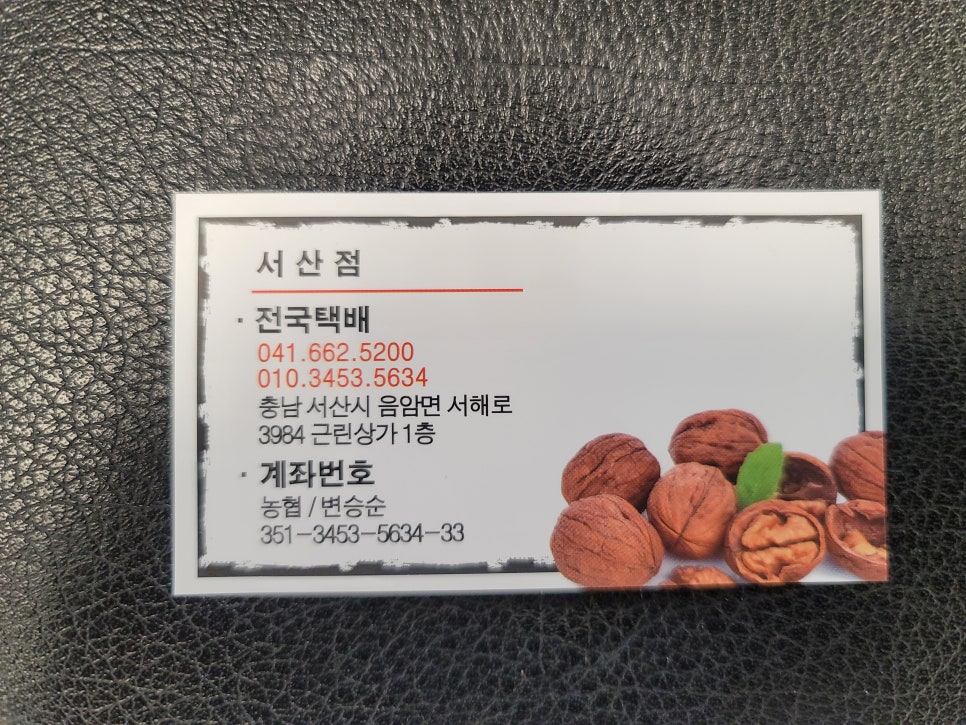 서산점
· 전국택배
041.662.5200
010.3453.5634
충남 서산시 음암면 서해로
3984 근린상가 1층
· 계좌번호
농협 / 변승순
351-3453-5634-33